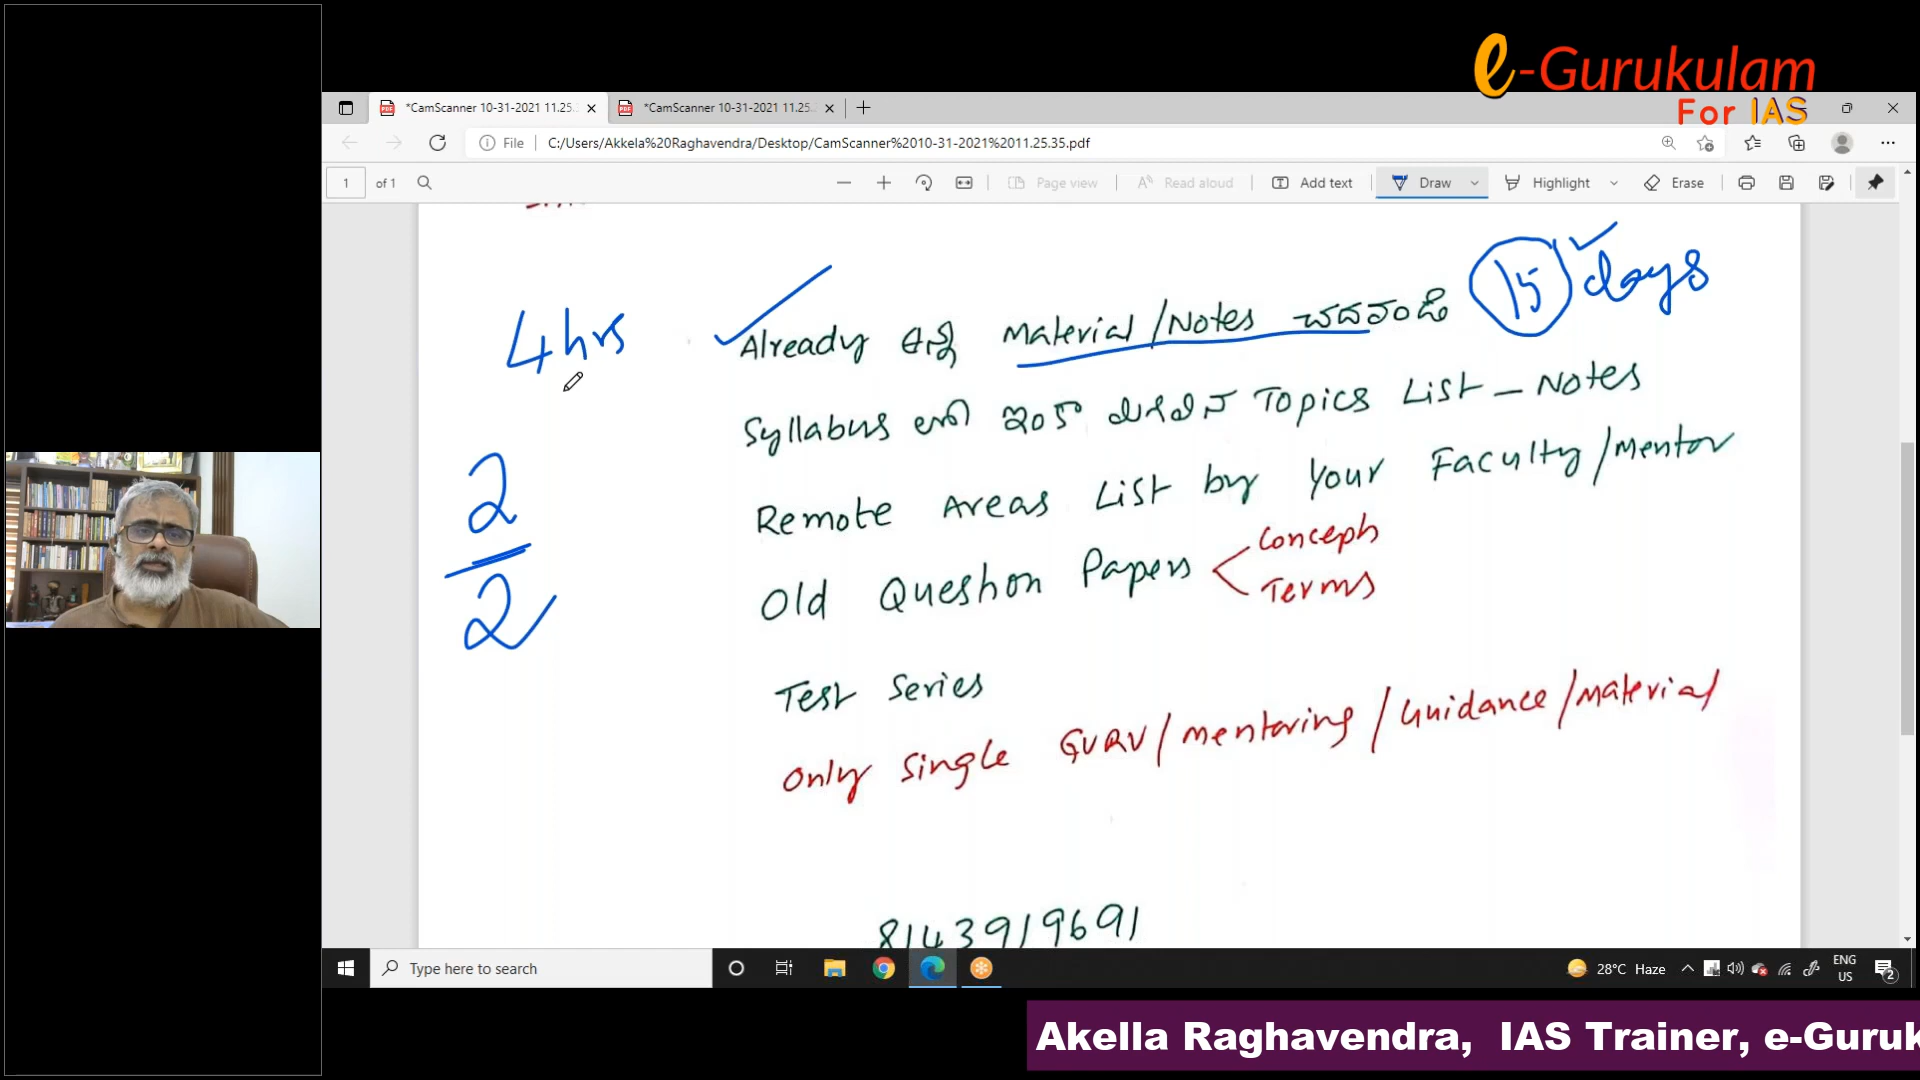 e-Gurukulam
For IAS
*CamScanner 10-31-2021 11.25.
*CamScanner 10-31-2021 11.25.
File
C:/Users/Akkela%20Raghavendra/Desktop/CamScanner%2010-31-2021%2011.25.35.pdf
1 of 1
Page view
Read aloud
Add text
Draw
Highlight
Erase
4hrs
Already ఉన్న Material/Notes చదవండి 15 days
Syllabus లోని ఇంకా మిగిలిన Topics List - Notes
2
Remote Areas List by Your Faculty/Mentor
Old Question Papers
Concepts
Terms
2
Test Series
Only Single GURU/Mentoring/Guidance/Material
8143919691
Type here to search
28°C Haze
ENG
US
2
Akella Raghavendra, IAS Trainer, e-Guruk